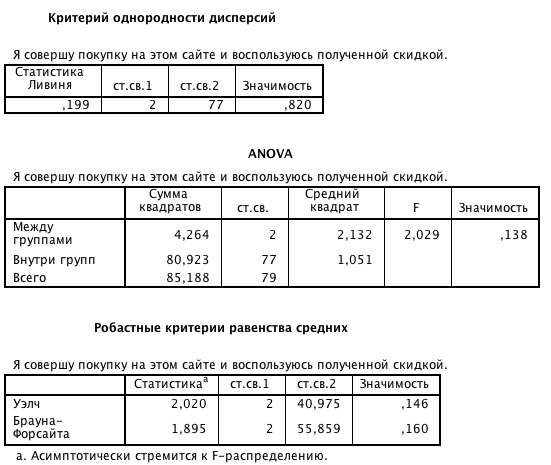 Критерий однородности дисперсий
Я совершу покупку на этом сайте и воспользуюсь полученной скидкой.
Статистика Ливиня ст.св.1 ст.св.2 Значимость
,199 2 77 ,820
ANOVA
Я совершу покупку на этом сайте и воспользуюсь полученной скидкой.
Сумма квадратов ст.св. Средний квадрат F Значимость
Между группами 4,264 2 2,132 2,029 ,138
Внутри групп 80,923 77 1,051
Всего 85,188 79
Робастные критерии равенства средних
Я совершу покупку на этом сайте и воспользуюсь полученной скидкой.
Статистикаª ст.св.1 ст.св.2 Значимость
Уэлч 2,020 2 40,975 ,146
Брауна-Форсайта 1,895 2 55,859 ,160
а. Асимптотически стремится к F-распределению.